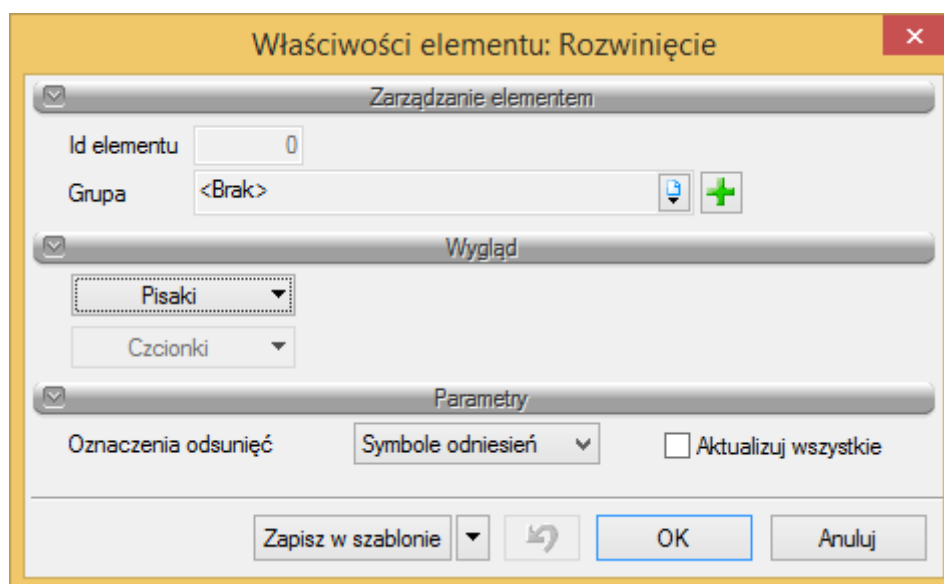 Właściwości elementu: Rozwinięcie
Zarządzanie elementem
Id elementu 0
Grupa <Brak>
Wygląd
Pisaki
Czcionki
Parametry
Oznaczenia odsunięć Symbole odniesień Aktualizuj wszystkie
Zapisz w szablonie OK Anuluj